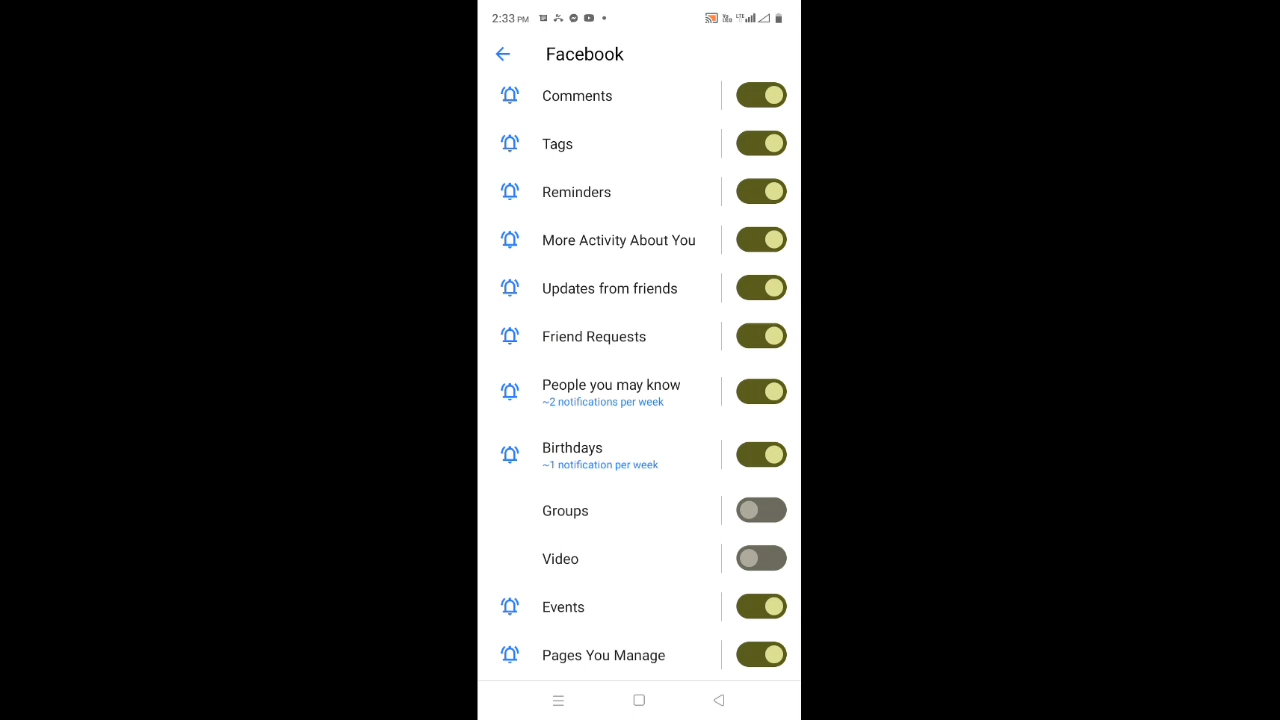 2:33 PM
Facebook
Comments
Tags
Reminders
More Activity About You
Updates from friends
Friend Requests
People you may know
~2 notifications per week
Birthdays
~1 notification per week
Groups
Video
Events
Pages You Manage